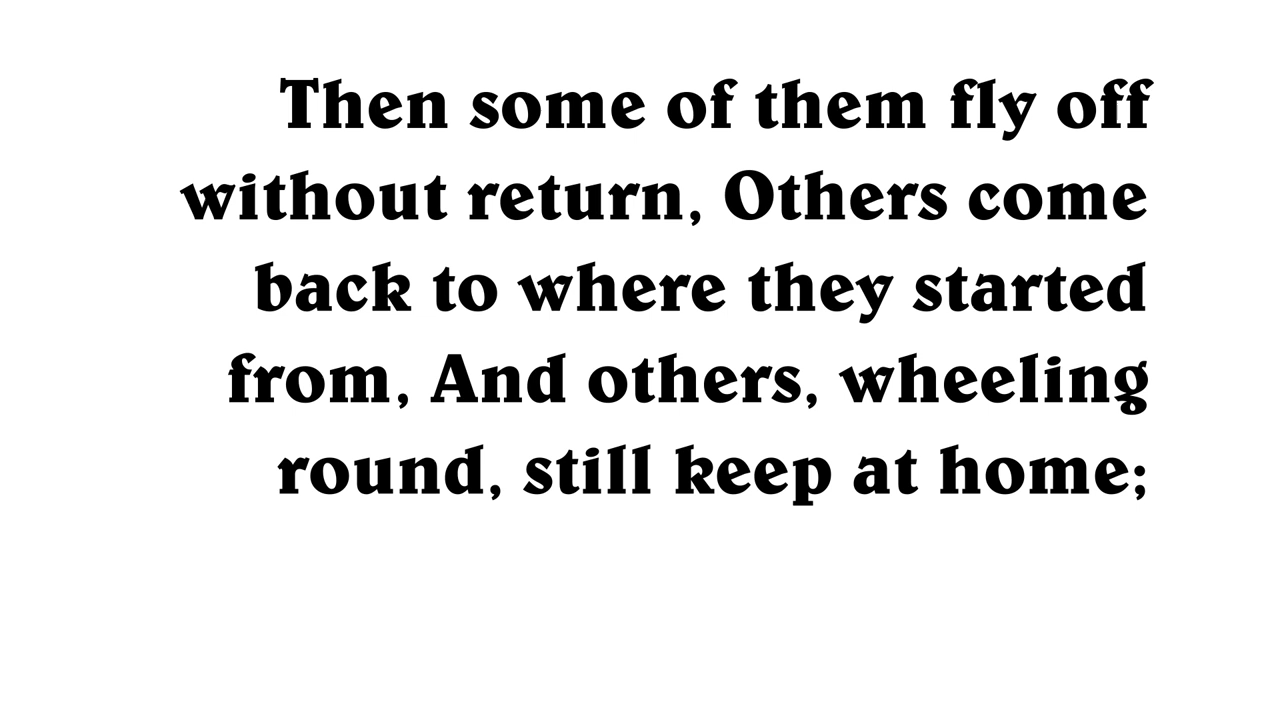 Then some of them fly off
without return, Others come
back to where they started
from, And others, wheeling
round, still keep at home;